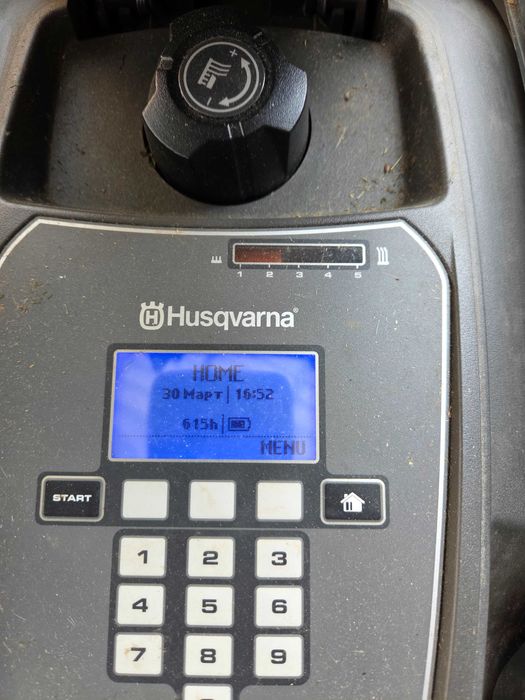 1 2 3 4 5
Husqvarna
HOME
30 Март | 16:52
615h
MENU
START
1 2 3
4 5 6
7 8 9